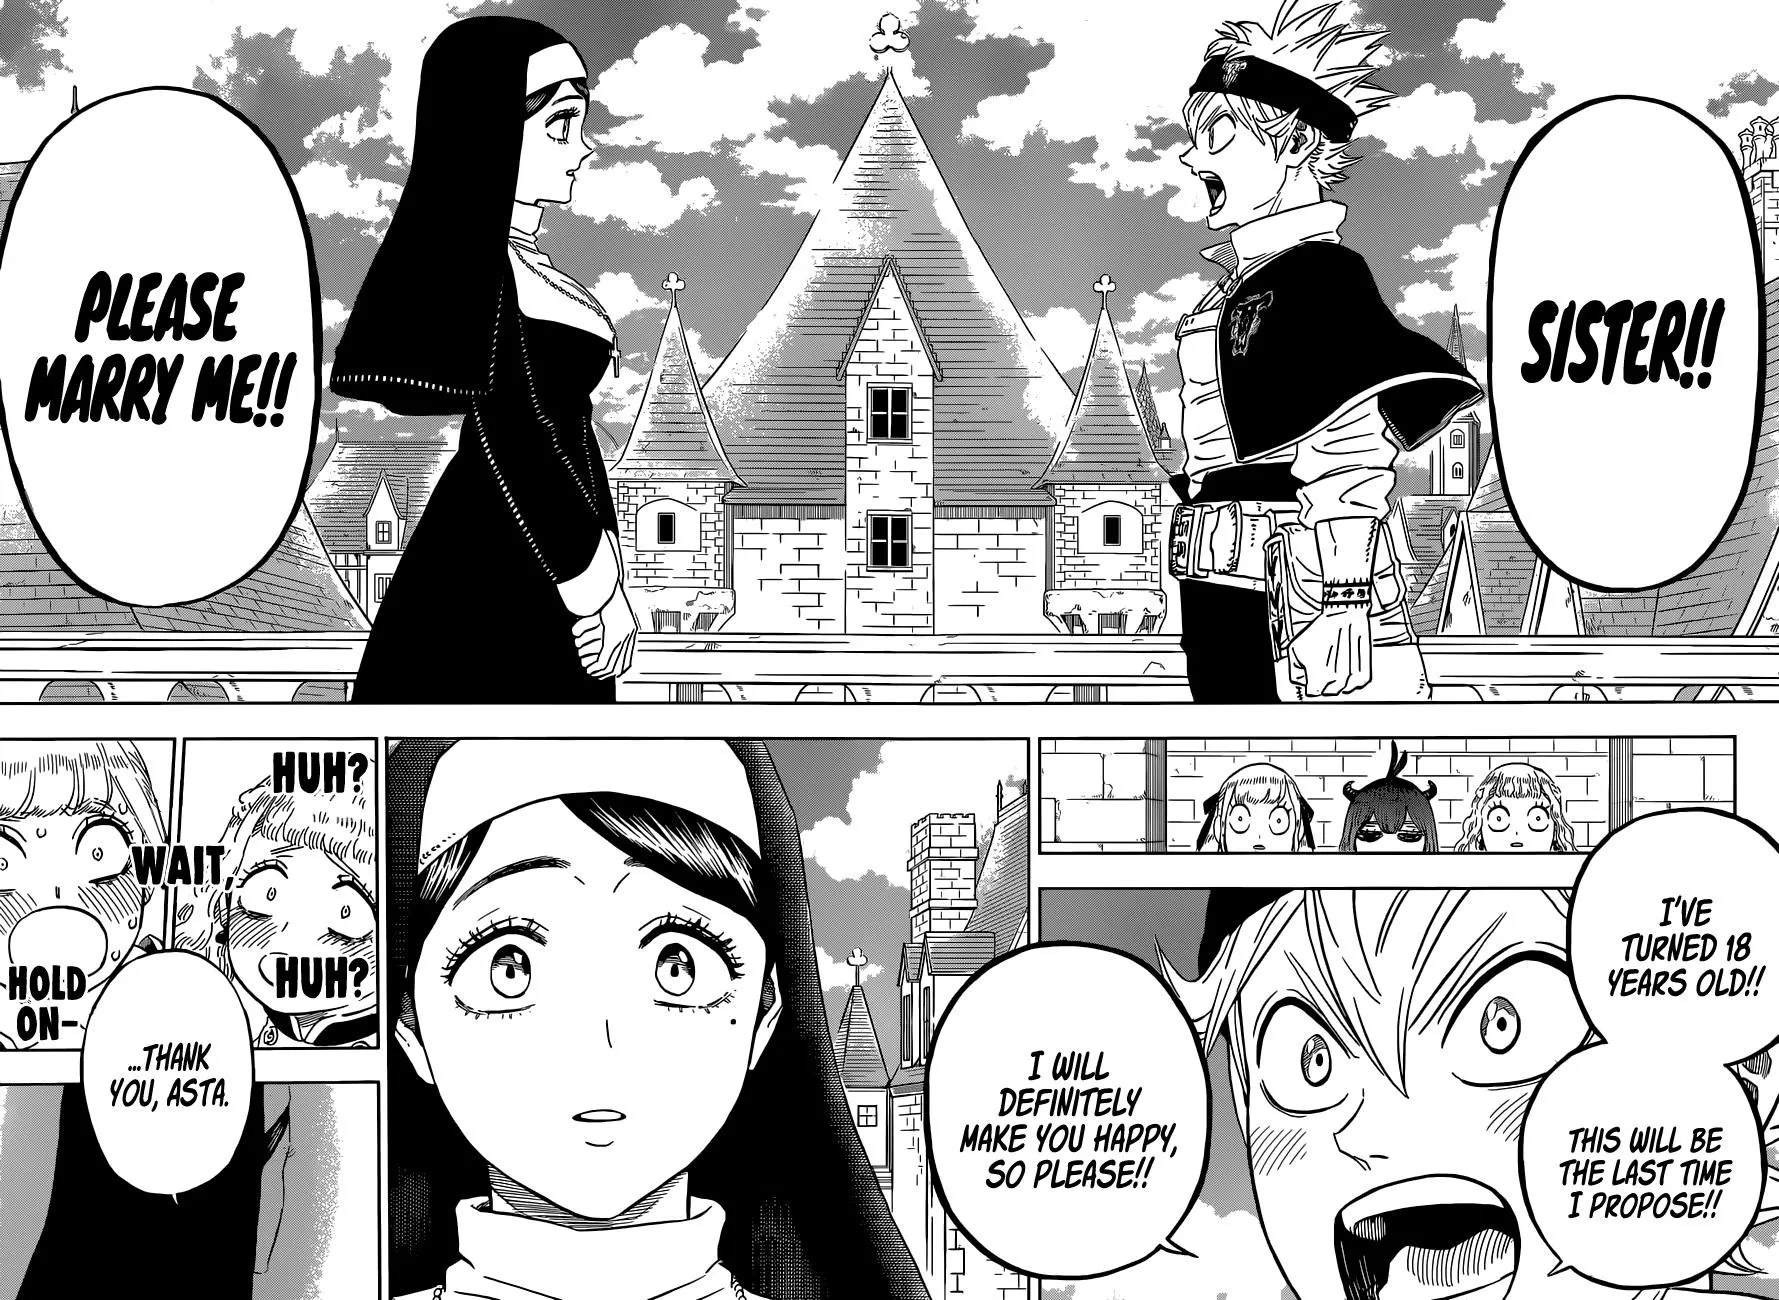 SISTER!!
PLEASE
MARRY ME!!
I'VE
TURNED 18
YEARS OLD!!
THIS WILL BE
THE LAST TIME
I PROPOSE!!
I WILL
DEFINITELY
MAKE YOU HAPPY,
SO PLEASE!!
HUH?
WAIT,
HUH?
HOLD
ON-
...THANK
YOU, ASTA.